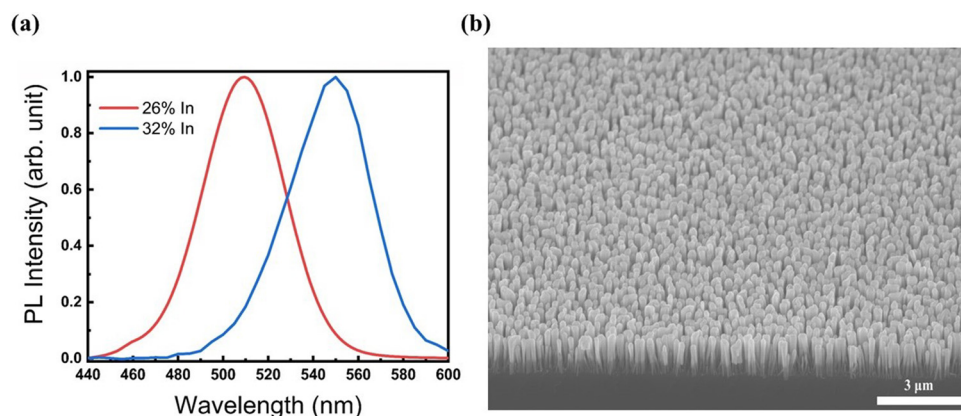 (a)
(b)
1.0
0.8
0.6
0.4
0.2
0.0
PL Intensity (arb. unit)
26% In
32% In
440 460 480 500 520 540 560 580 600
Wavelength (nm)
3 µm